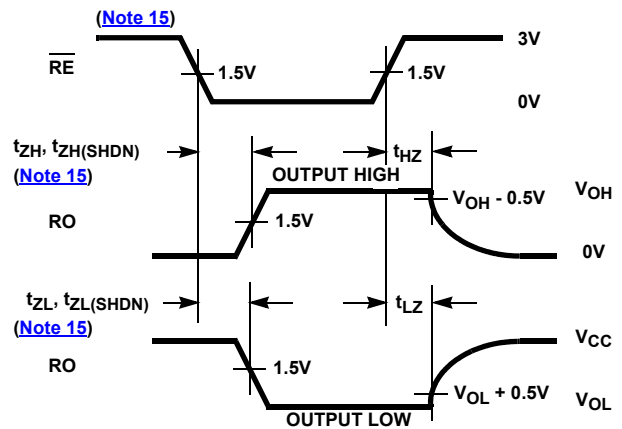 (Note 15)
RE
1.5V
1.5V
3V
0V
tZH, tZH(SHDN)
(Note 15)
RO
OUTPUT HIGH
tHZ
1.5V
VOH - 0.5V
VOH
0V
tZL, tZL(SHDN)
(Note 15)
RO
tLZ
1.5V
OUTPUT LOW
VCC
VOL + 0.5V
VOL